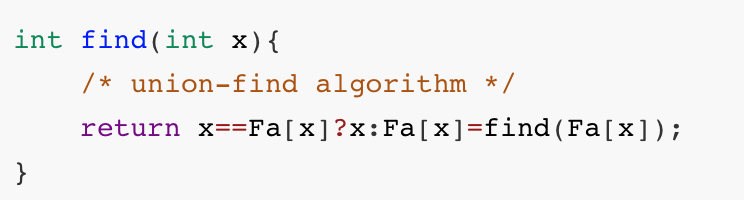 int find(int x){
    /* union-find algorithm */
    return x==Fa[x]?x:Fa[x]=find(Fa[x]);
}